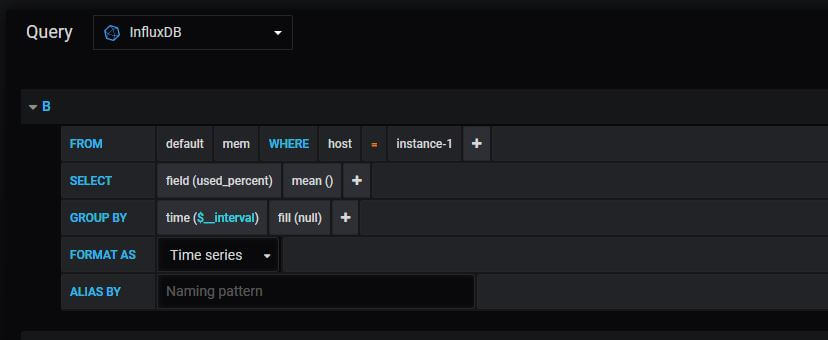 Query InfluxDB
B
FROM default mem WHERE host = instance-1 +
SELECT field (used_percent) mean () +
GROUP BY time ($__interval) fill (null) +
FORMAT AS Time series
ALIAS BY Naming pattern